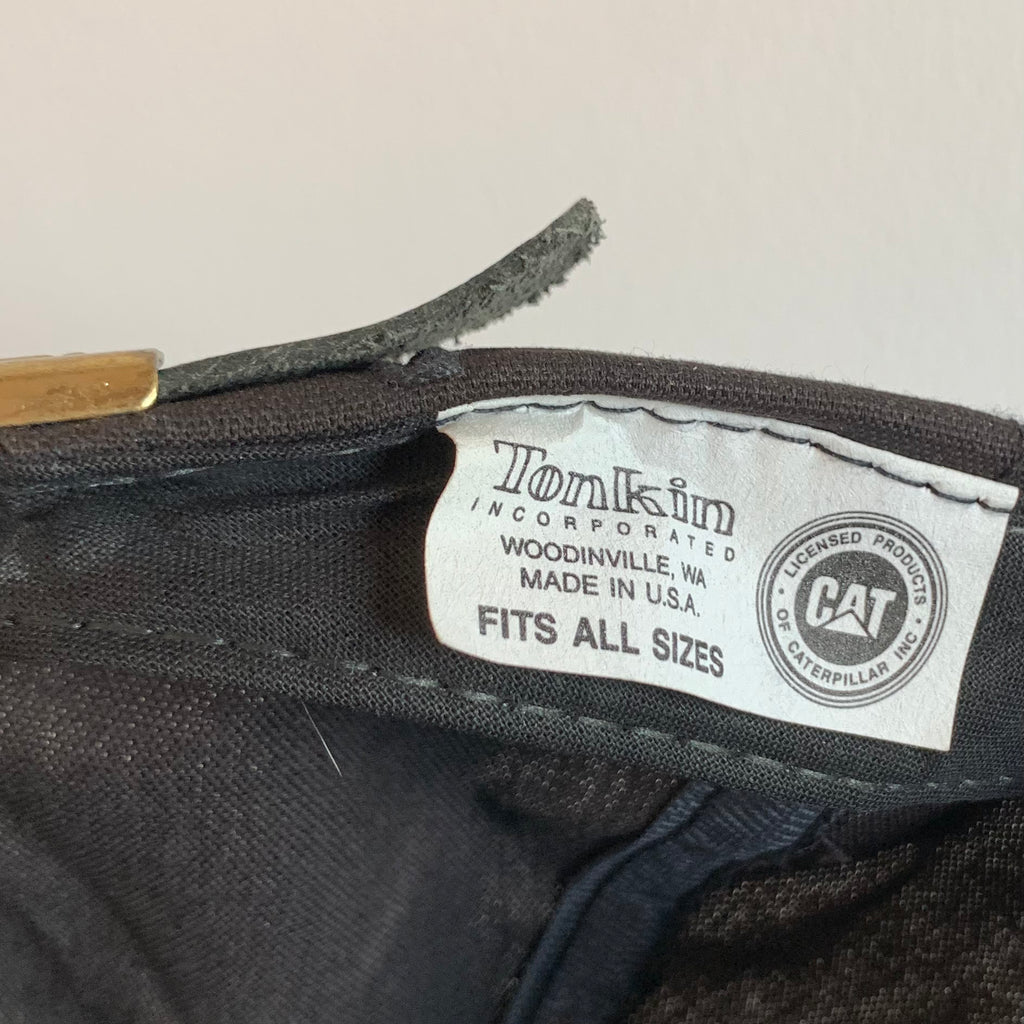 Tonkin
INCORPORATED
WOODINVILLE, WA
MADE IN U.S.A.
FITS ALL SIZES
LICENSED PRODUCTS
CAT
• OF CATERPILLAR INC •